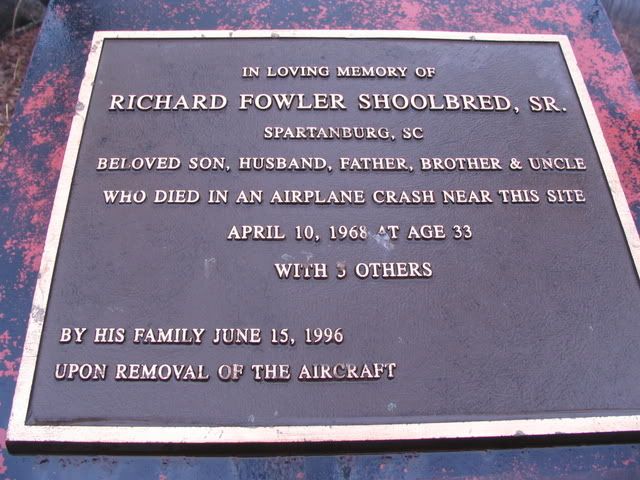 IN LOVING MEMORY OF
RICHARD FOWLER SHOOLBRED, SR.
SPARTANBURG, SC
BELOVED SON, HUSBAND, FATHER, BROTHER & UNCLE
WHO DIED IN AN AIRPLANE CRASH NEAR THIS SITE
APRIL 10, 1968 AT AGE 33
WITH 3 OTHERS
BY HIS FAMILY JUNE 15, 1996
UPON REMOVAL OF THE AIRCRAFT